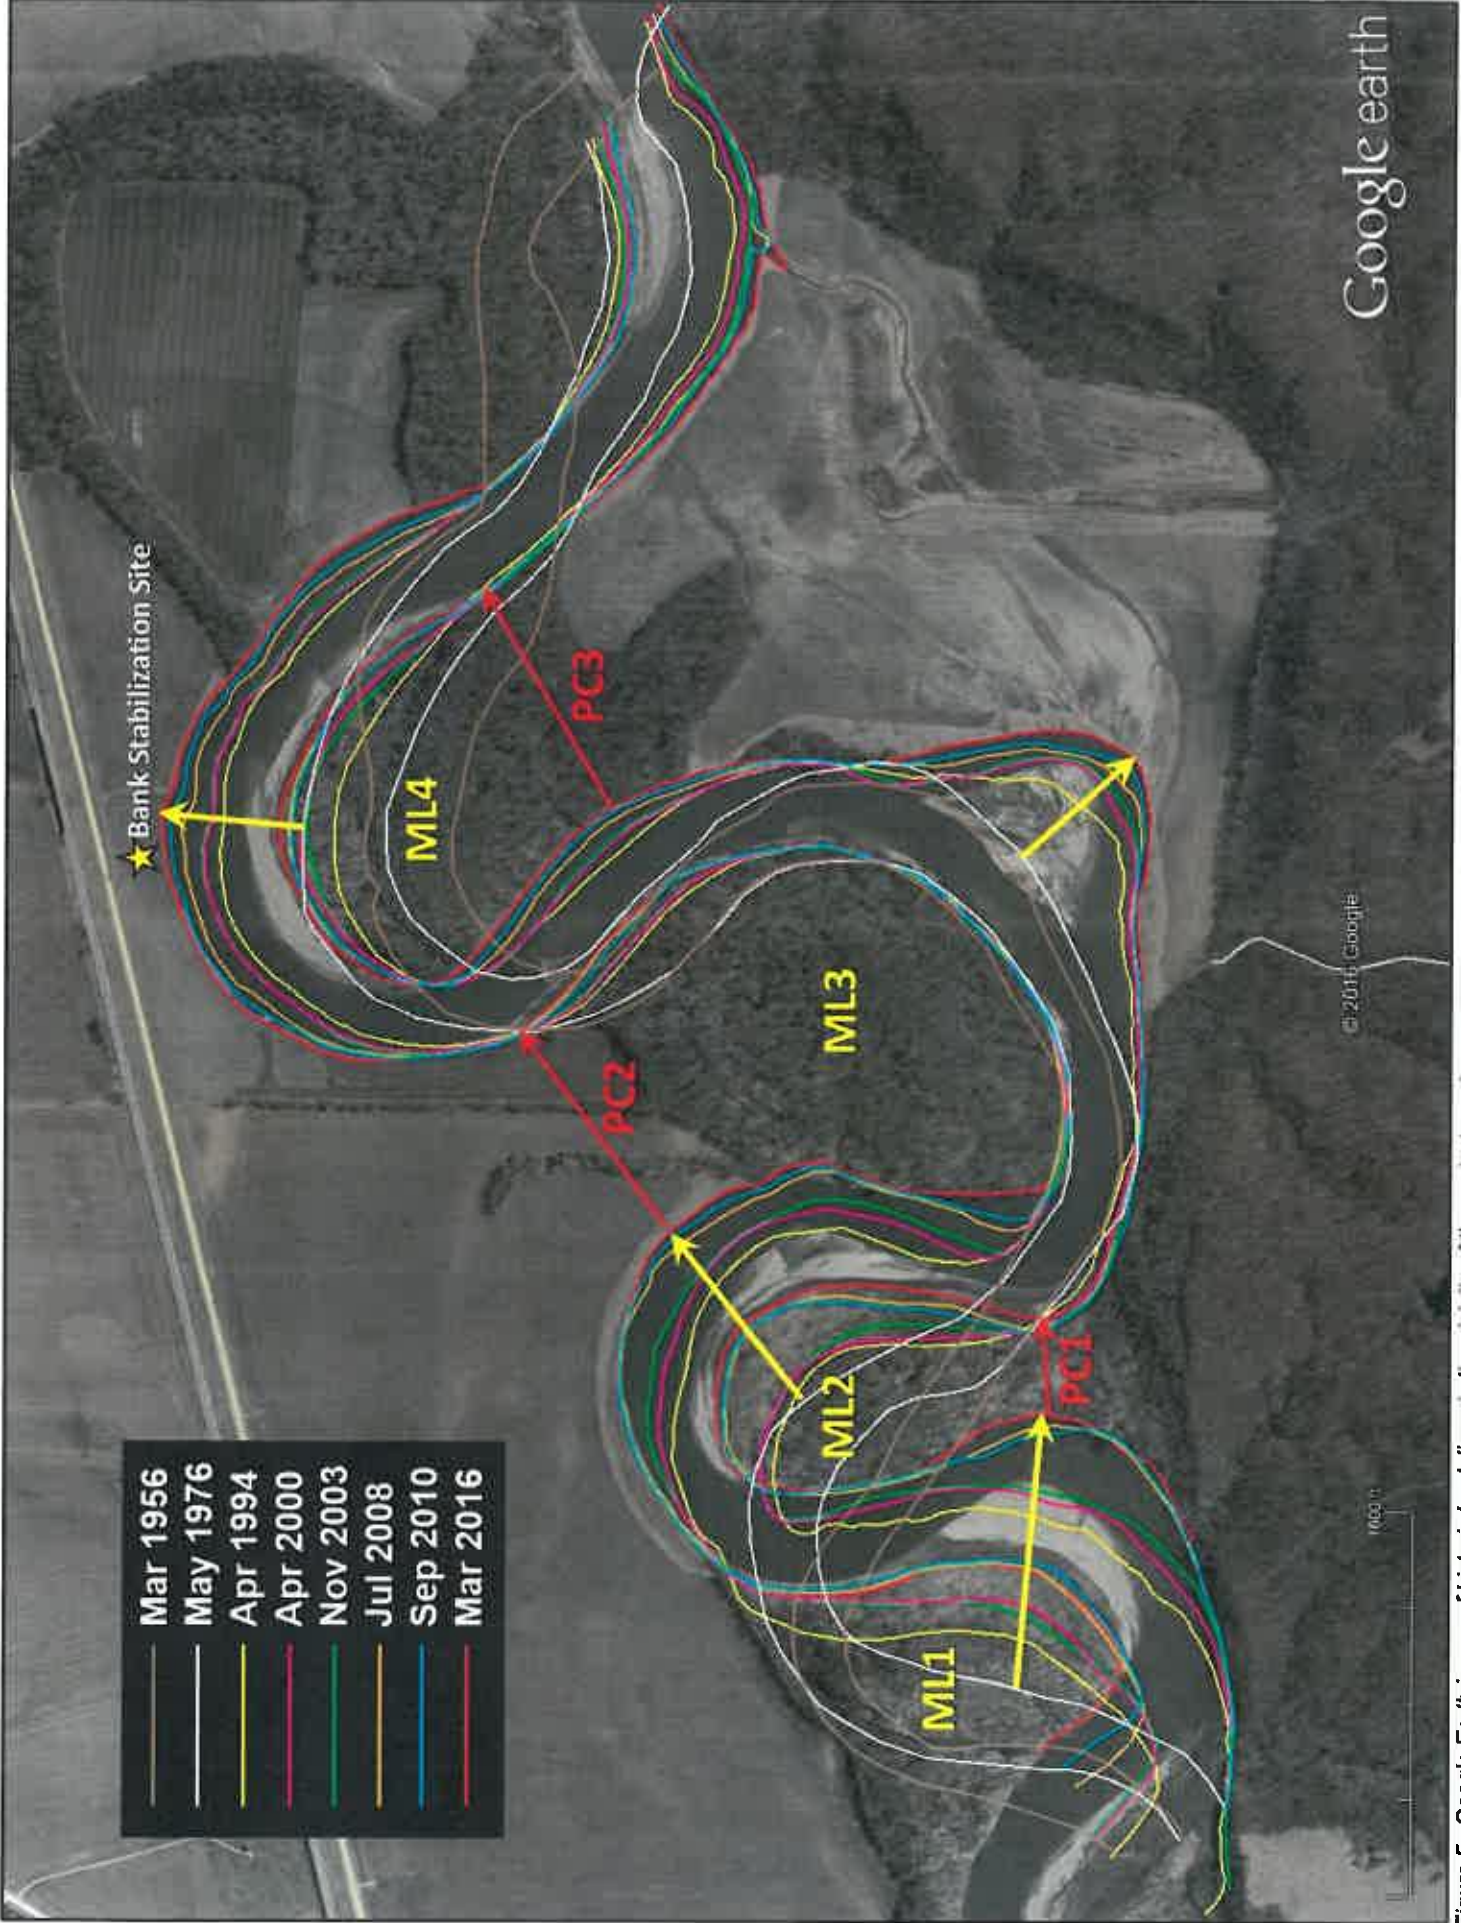 Bank Stabilization Site
Mar 1956
May 1976
Apr 1994
Apr 2000
Nov 2003
Jul 2008
Sep 2010
Mar 2016
ML1
ML2
ML3
ML4
PC1
PC2
PC3
© 2016 Google
Google earth